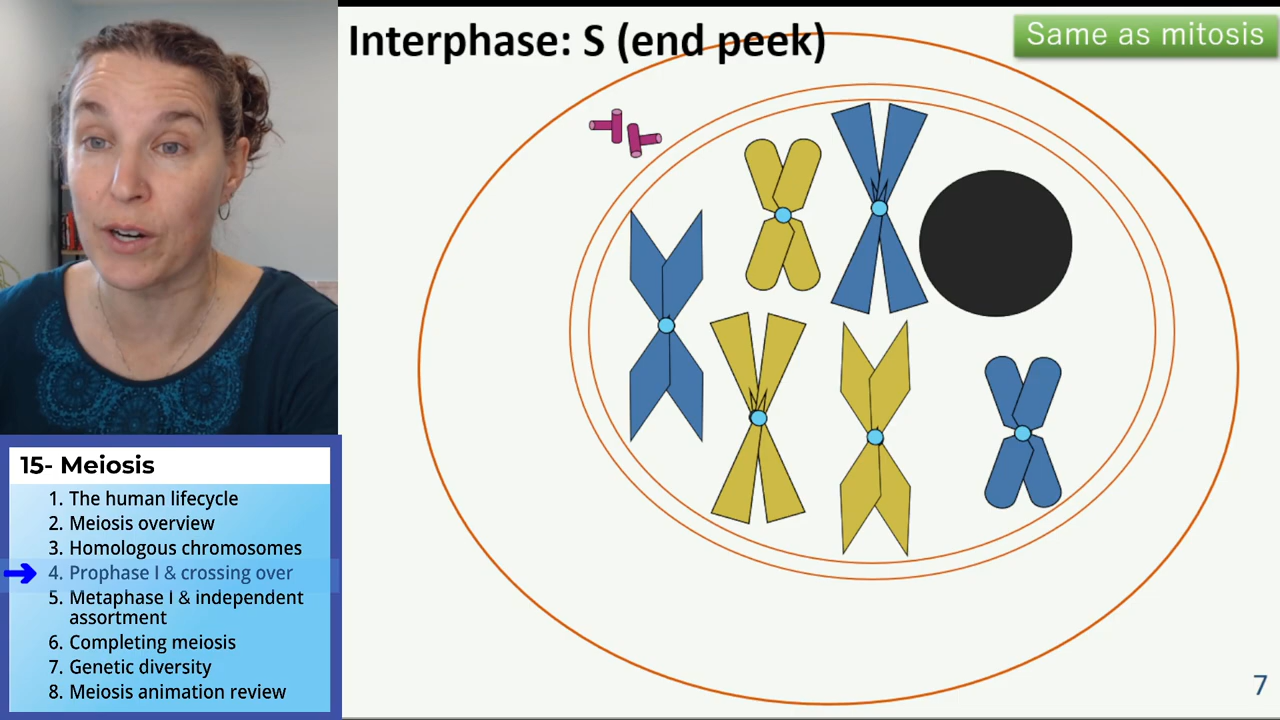 Interphase: S (end peek)
Same as mitosis
15- Meiosis
1. The human lifecycle
2. Meiosis overview
3. Homologous chromosomes
4. Prophase I & crossing over
5. Metaphase I & independent
assortment
6. Completing meiosis
7. Genetic diversity
8. Meiosis animation review
7